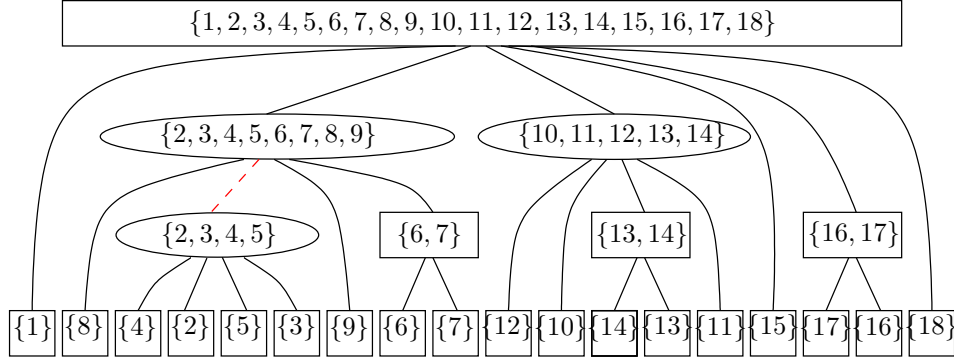 {1, 2, 3, 4, 5, 6, 7, 8, 9, 10, 11, 12, 13, 14, 15, 16, 17, 18}
{2, 3, 4, 5, 6, 7, 8, 9} {10, 11, 12, 13, 14}
{2, 3, 4, 5} {6, 7} {13, 14} {16, 17}
{1} {8} {4} {2} {5} {3} {9} {6} {7} {12} {10} {14} {13} {11} {15} {17} {16} {18}